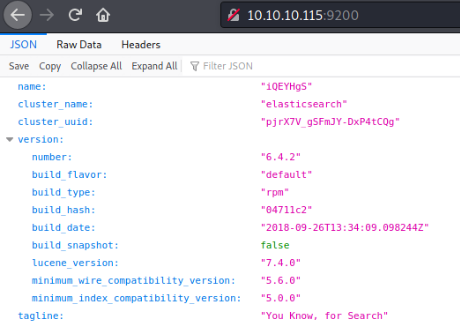 10.10.10.115:9200
JSON Raw Data Headers
Save Copy Collapse All Expand All Filter JSON
name: "iQEYHgS"
cluster_name: "elasticsearch"
cluster_uuid: "pjrX7V_gSFmJY-DxP4tCQg"
version:
number: "6.4.2"
build_flavor: "default"
build_type: "rpm"
build_hash: "04711c2"
build_date: "2018-09-26T13:34:09.098244Z"
build_snapshot: false
lucene_version: "7.4.0"
minimum_wire_compatibility_version: "5.6.0"
minimum_index_compatibility_version: "5.0.0"
tagline: "You Know, for Search"